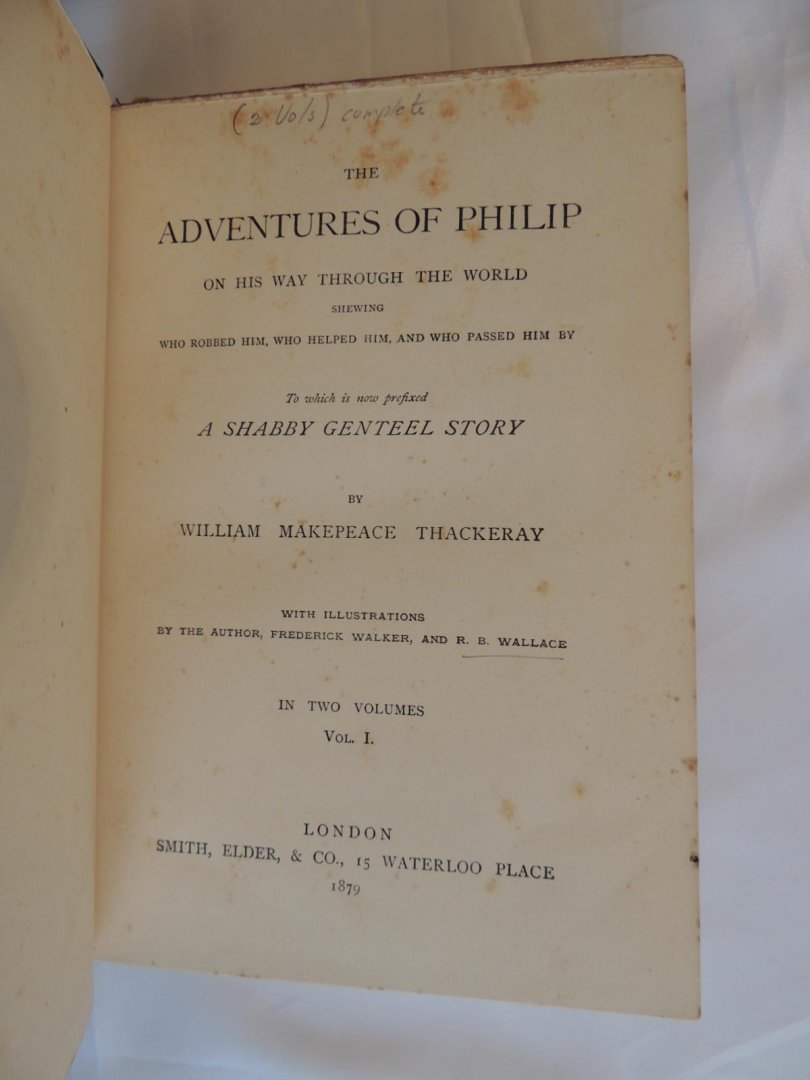 (2 Vols) complete
THE
ADVENTURES OF PHILIP
ON HIS WAY THROUGH THE WORLD
SHEWING
WHO ROBBED HIM, WHO HELPED HIM, AND WHO PASSED HIM BY
To which is now prefixed
A SHABBY GENTEEL STORY
BY
WILLIAM MAKEPEACE THACKERAY
WITH ILLUSTRATIONS
BY THE AUTHOR, FREDERICK WALKER, AND R. B. WALLACE
IN TWO VOLUMES
VOL. I.
LONDON
SMITH, ELDER, & CO., 15 WATERLOO PLACE
1879